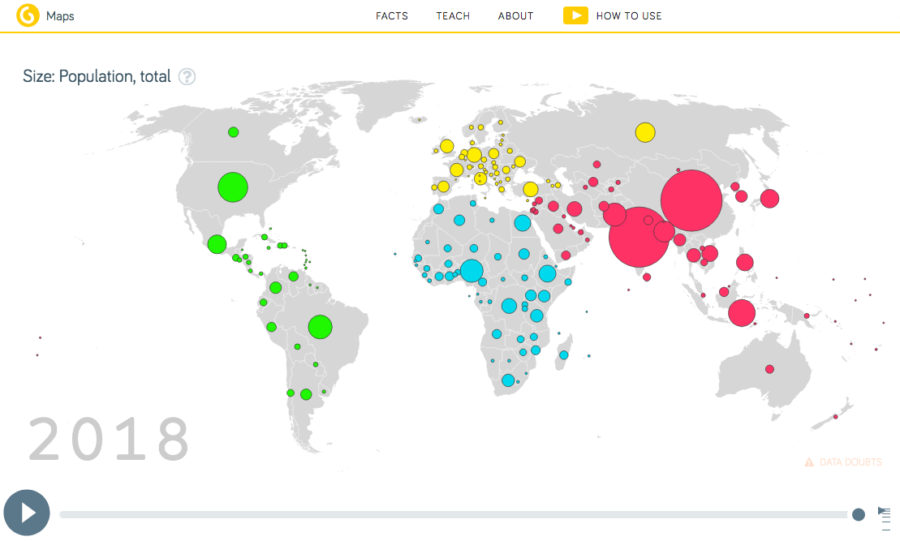 Maps
FACTS TEACH ABOUT HOW TO USE
Size: Population, total ?
2018
DATA DOUBTS